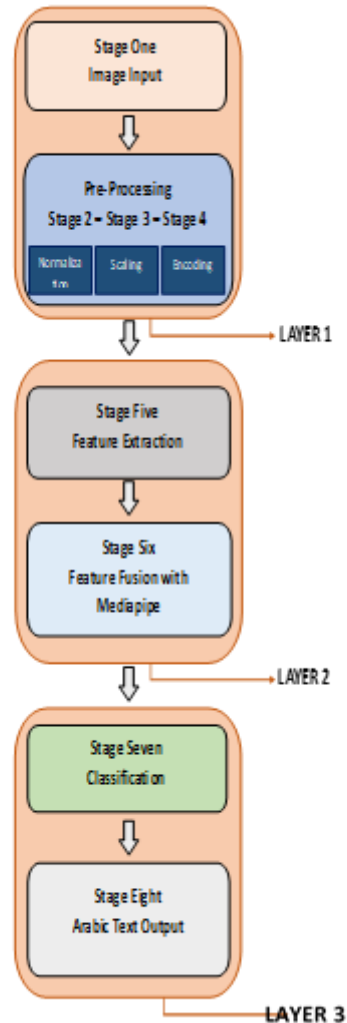 Stage One
Image Input
Pre-Processing
Stage 2 – Stage 3 – Stage 4
Normaliza
tion
Scaling
Encoding
LAYER 1
Stage Five
Feature Extraction
Stage Six
Feature Fusion with
Mediapipe
LAYER 2
Stage Seven
Classification
Stage Eight
Arabic Text Output
LAYER 3